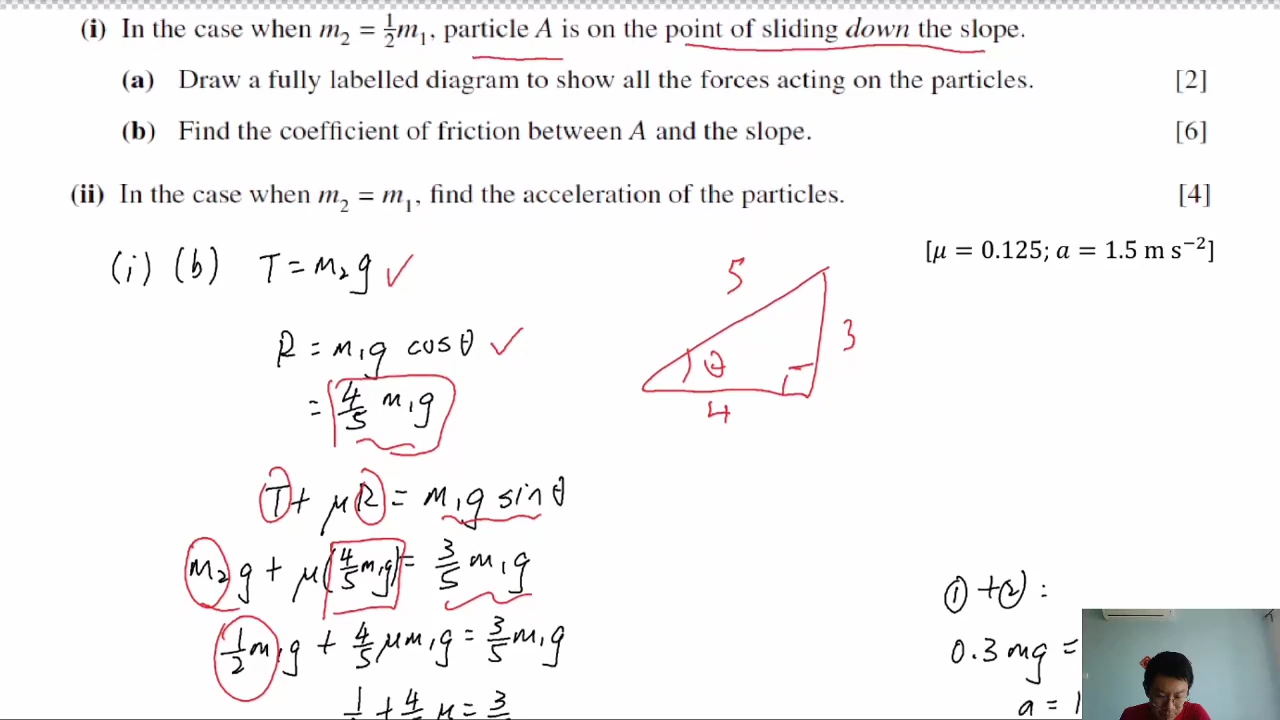 (i) In the case when m₂ = ½m₁, particle A is on the point of sliding down the slope.
(a) Draw a fully labelled diagram to show all the forces acting on the particles. [2]
(b) Find the coefficient of friction between A and the slope. [6]
(ii) In the case when m₂ = m₁, find the acceleration of the particles. [4]
[μ = 0.125; a = 1.5 m s⁻²]
(i) (b) T = m₂g ✓
R = m₁g cosθ ✓
= 4/5 m₁g
5
3
θ
4
T + μR = m₁g sinθ
m₂g + μ(4/5 m₁g) = 3/5 m₁g
1/2 m₁g + 4/5 μm₁g = 3/5 m₁g
① + ② :
0.3mg =
a = 1